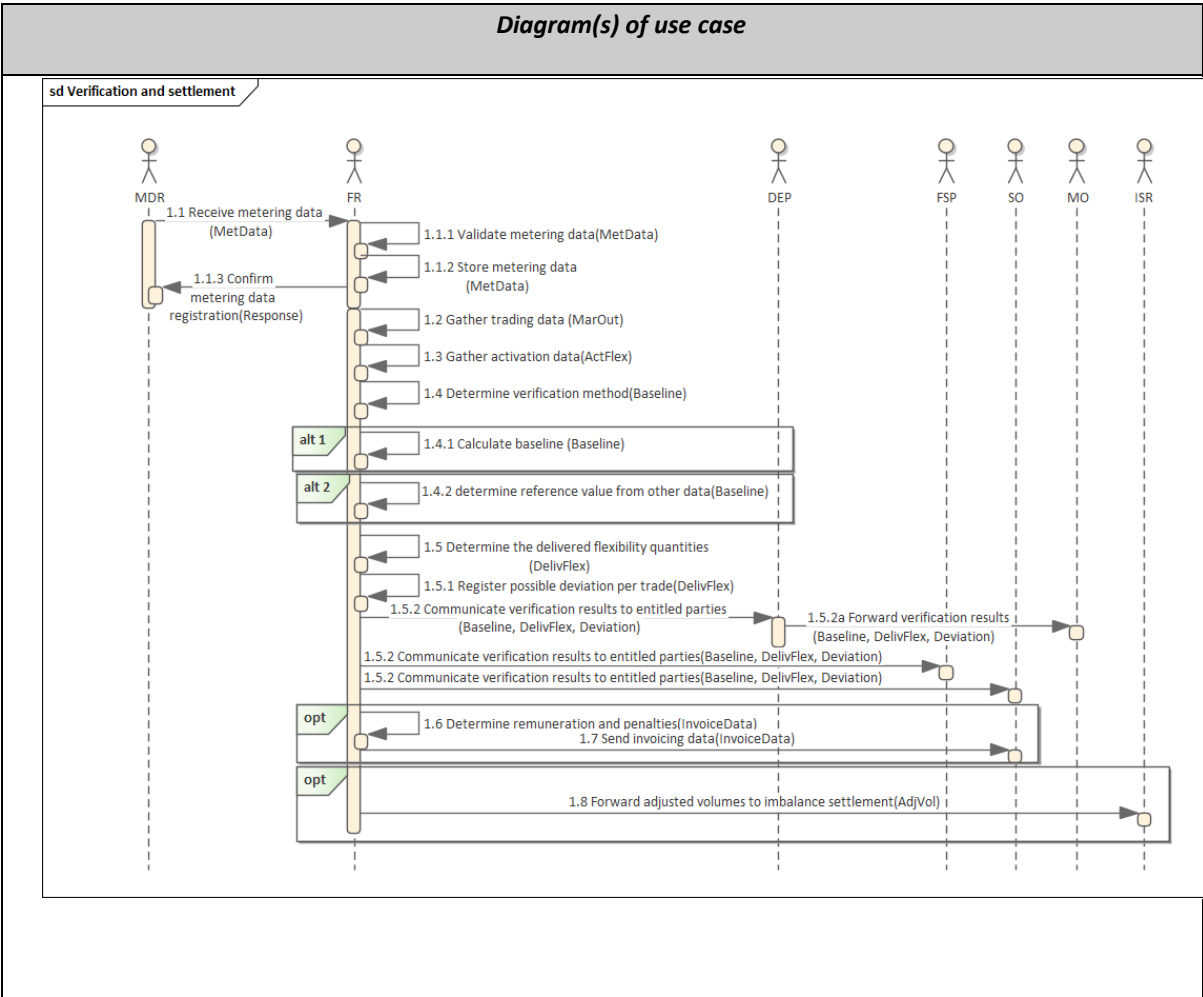 Diagram(s) of use case
sd Verification and settlement
MDR
FR
DEP
FSP
SO
MO
ISR
1.1 Receive metering data
(MetData)
1.1.1 Validate metering data(MetData)
1.1.2 Store metering data
(MetData)
1.1.3 Confirm
metering data
registration(Response)
1.2 Gather trading data (MarOut)
1.3 Gather activation data(ActFlex)
1.4 Determine verification method(Baseline)
alt 1
1.4.1 Calculate baseline (Baseline)
alt 2
1.4.2 determine reference value from other data(Baseline)
1.5 Determine the delivered flexibility quantities
(DelivFlex)
1.5.1 Register possible deviation per trade(DelivFlex)
1.5.2 Communicate verification results to entitled parties
(Baseline, DelivFlex, Deviation)
1.5.2a Forward verification results
(Baseline, DelivFlex, Deviation)
1.5.2 Communicate verification results to entitled parties(Baseline, DelivFlex, Deviation)
1.5.2 Communicate verification results to entitled parties(Baseline, DelivFlex, Deviation)
opt
1.6 Determine remuneration and penalties(InvoiceData)
1.7 Send invoicing data(InvoiceData)
opt
1.8 Forward adjusted volumes to imbalance settlement(AdjVol)